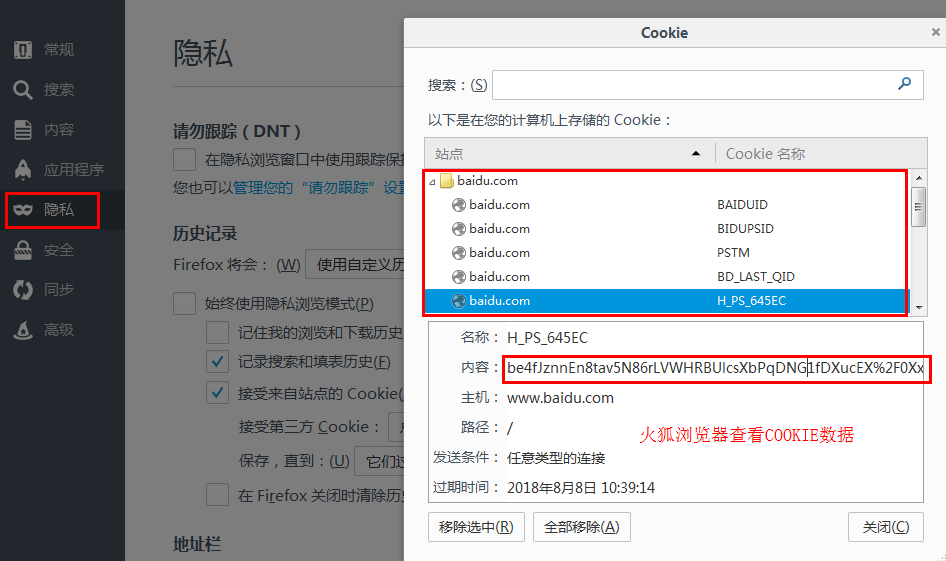 常规
搜索
内容
应用程序
隐私
安全
同步
高级
隐私
请勿跟踪（DNT）
在隐私浏览窗口中使用跟踪保
您也可以管理您的“请勿跟踪”设
历史记录
Firefox 将会：(W) 使用自定义历
始终使用隐私浏览模式(P)
记住我的浏览和下载历史
记录搜索和填表历史(F)
接受来自站点的 Cookie(
接受第三方 Cookie：
保存，直到：(U) 它们过
在 Firefox 关闭时清除历史
地址栏
Cookie
搜索：(S)
以下是在您的计算机上存储的 Cookie：
站点 Cookie 名称
baidu.com
baidu.com BAIDUID
baidu.com BIDUPSID
baidu.com PSTM
baidu.com BD_LAST_QID
baidu.com H_PS_645EC
名称： H_PS_645EC
内容： be4fJznnEn8tav5N86rLVWHRBUlcsXbPqDNG1fDXucEX%2F0Xx
主机： www.baidu.com
路径： /
火狐浏览器查看COOKIE数据
发送条件： 任意类型的连接
过期时间： 2018年8月8日 10:39:14
移除选中(R) 全部移除(A) 关闭(C)